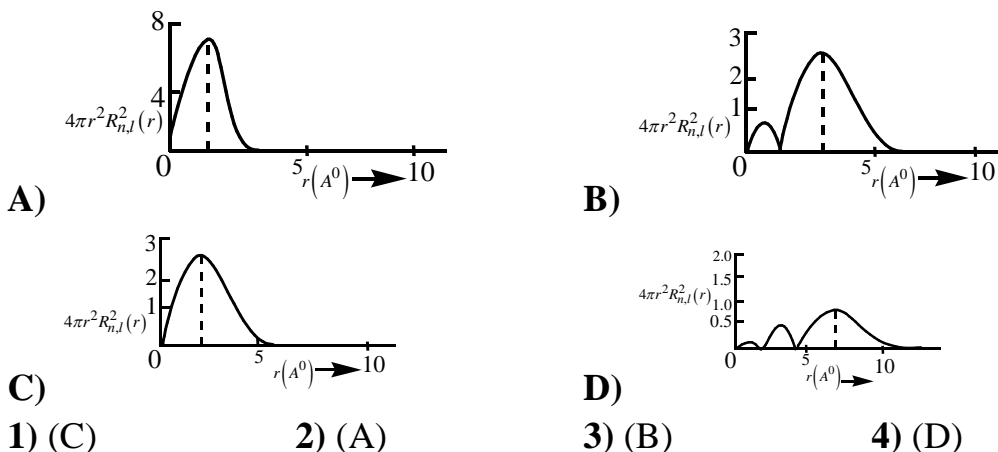 8
4
4πr²R²ₙ,ₗ(r)
0
5
r(A⁰)
10
A)
3
2
1
4πr²R²ₙ,ₗ(r)
0
5
r(A⁰)
10
B)
3
2
1
4πr²R²ₙ,ₗ(r)
0
5
r(A⁰)
10
C)
2.0
1.5
1.0
0.5
4πr²R²ₙ,ₗ(r)
0
5
r(A⁰)
10
D)
1) (C) 2) (A) 3) (B) 4) (D)